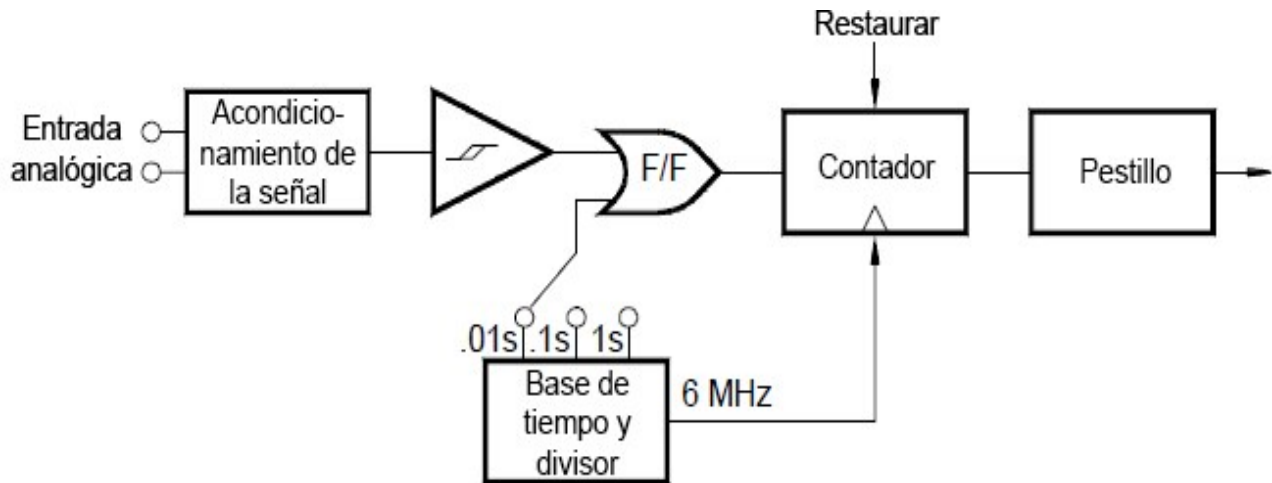 Restaurar
Entrada
analógica
Acondicio-
namiento de
la señal
F/F
Contador
Pestillo
.01s .1s 1s
Base de
tiempo y
divisor
6 MHz